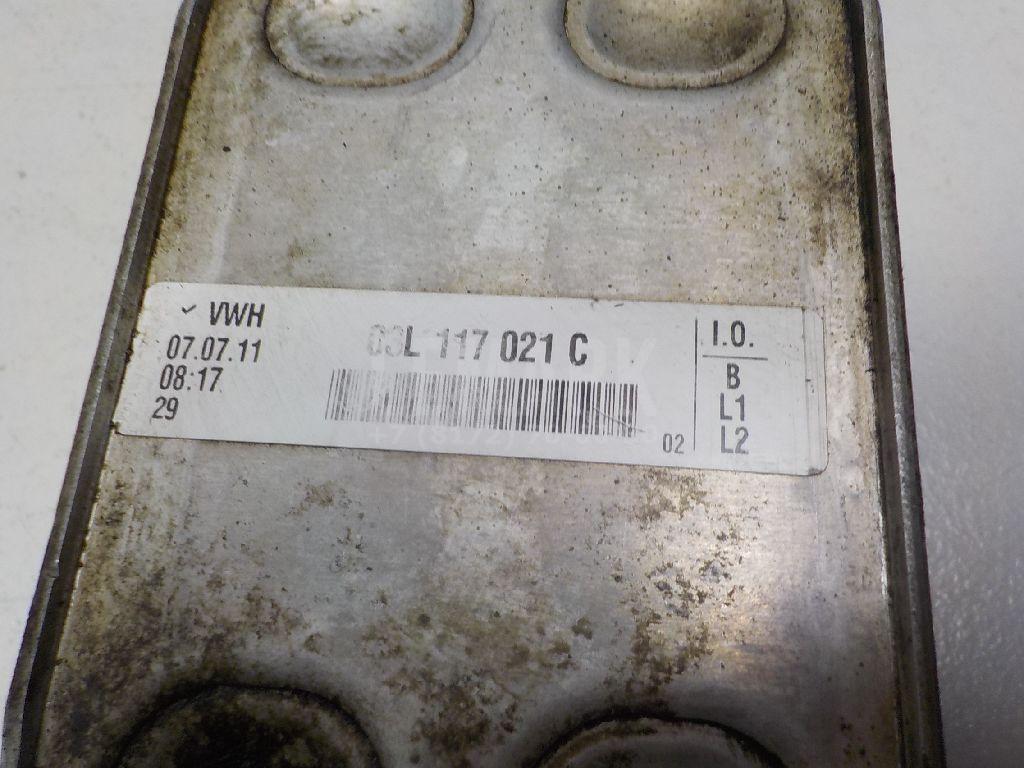 ✓ VWH
07.07.11
08:17
29
03L 117 021 C
02
I.O.
B
L1
L2